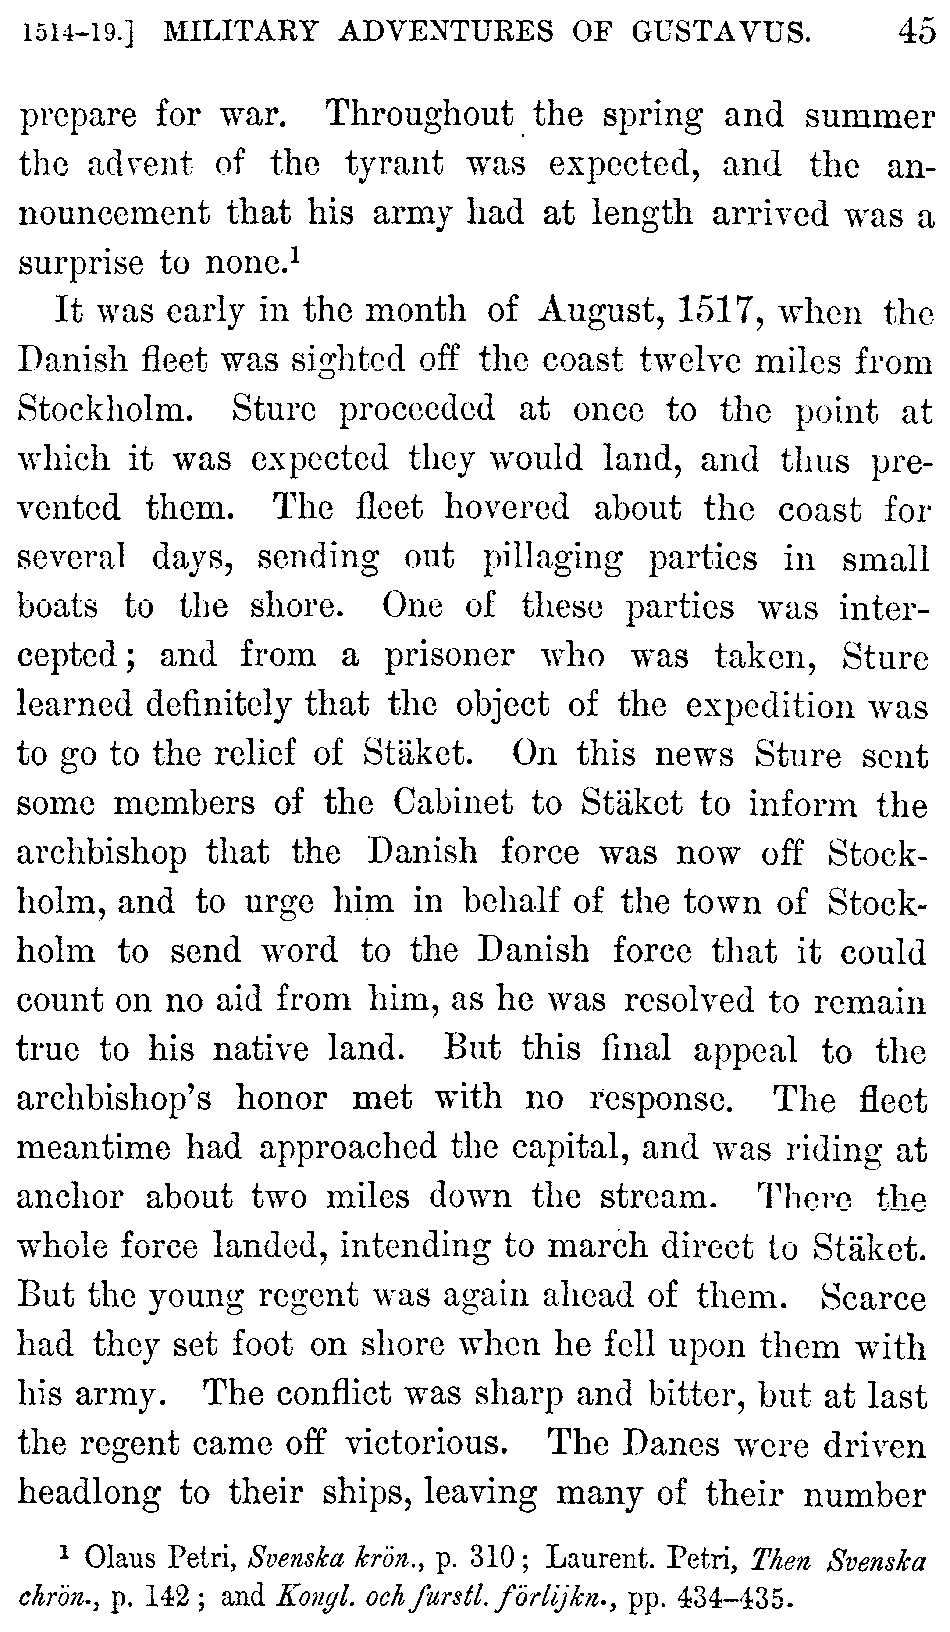 1514–19.] MILITARY ADVENTURES OF GUSTAVUS. 45
prepare for war. Throughout the spring and summer
the advent of the tyrant was expected, and the an-
nouncement that his army had at length arrived was a
surprise to none.¹
It was early in the month of August, 1517, when the
Danish fleet was sighted off the coast twelve miles from
Stockholm. Sture proceeded at once to the point at
which it was expected they would land, and thus pre-
vented them. The fleet hovered about the coast for
several days, sending out pillaging parties in small
boats to the shore. One of these parties was inter-
cepted; and from a prisoner who was taken, Sture
learned definitely that the object of the expedition was
to go to the relief of Stäket. On this news Sture sent
some members of the Cabinet to Stäket to inform the
archbishop that the Danish force was now off Stock-
holm, and to urge him in behalf of the town of Stock-
holm to send word to the Danish force that it could
count on no aid from him, as he was resolved to remain
true to his native land. But this final appeal to the
archbishop's honor met with no response. The fleet
meantime had approached the capital, and was riding at
anchor about two miles down the stream. There the
whole force landed, intending to march direct to Stäket.
But the young regent was again ahead of them. Scarce
had they set foot on shore when he fell upon them with
his army. The conflict was sharp and bitter, but at last
the regent came off victorious. The Danes were driven
headlong to their ships, leaving many of their number
¹ Olaus Petri, Svenska krön., p. 310; Laurent. Petri, Then Svenska
chrön., p. 142; and Kongl. och furstl. förlijkn., pp. 434–435.